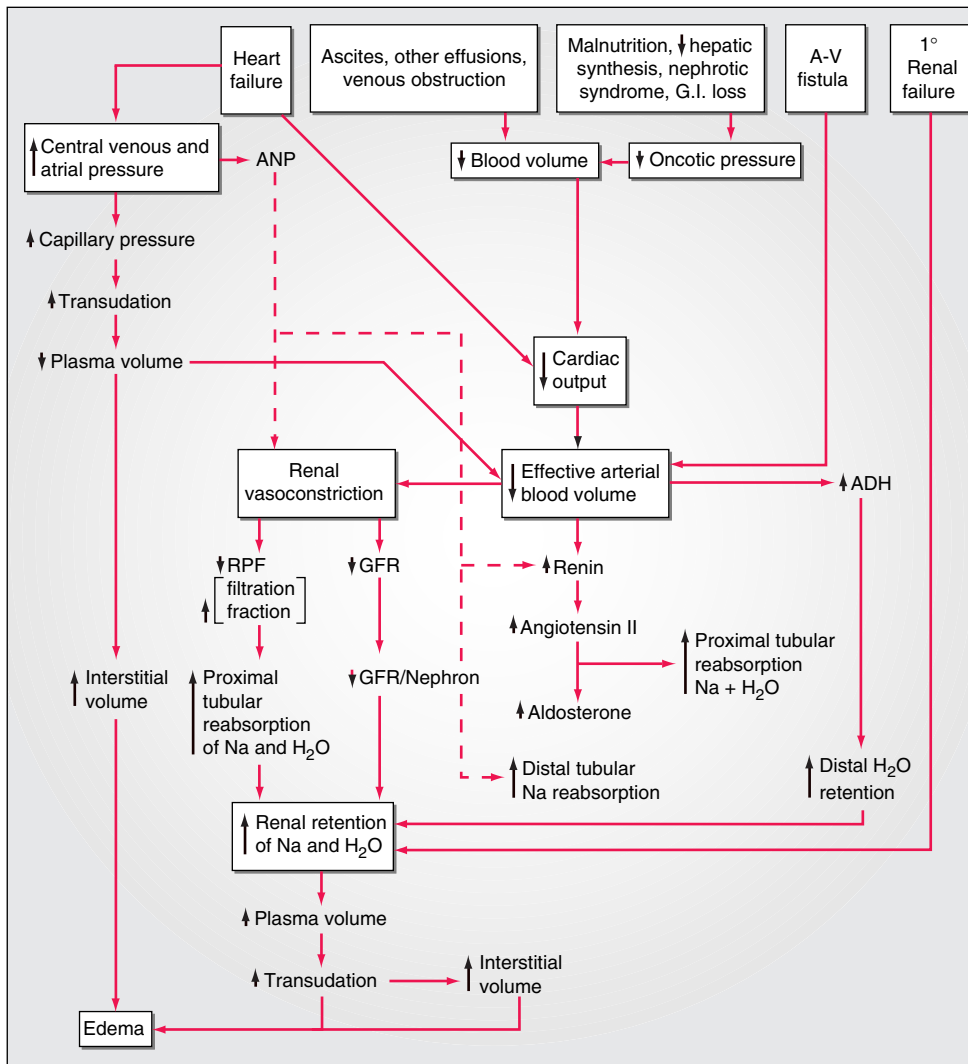 Heart
failure
Ascites, other effusions,
venous obstruction
Malnutrition, ↓ hepatic
synthesis, nephrotic
syndrome, G.I. loss
A-V
fistula
1°
Renal
failure
↑ Central venous and
atrial pressure
ANP
↓ Blood volume
↓ Oncotic pressure
↑ Capillary pressure
↑ Transudation
↓ Plasma volume
↓ Cardiac
output
Renal
vasoconstriction
↓ Effective arterial
blood volume
↑ ADH
↓ RPF
↑ [filtration
fraction]
↓ GFR
↑ Renin
↑ Angiotensin II
↑ Proximal tubular
reabsorption
Na + H₂O
↑ Interstitial
volume
↑ Proximal
tubular
reabsorption
of Na and H₂O
↓ GFR/Nephron
↑ Aldosterone
↑ Distal tubular
Na reabsorption
↑ Distal H₂O
retention
↑ Renal retention
of Na and H₂O
↑ Plasma volume
↑ Transudation
↑ Interstitial
volume
Edema